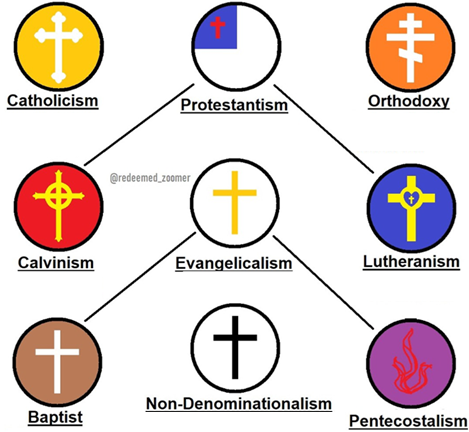 Catholicism
Protestantism
Orthodoxy
@redeemed_zoomer
Calvinism
Evangelicalism
Lutheranism
Baptist
Non-Denominationalism
Pentecostalism